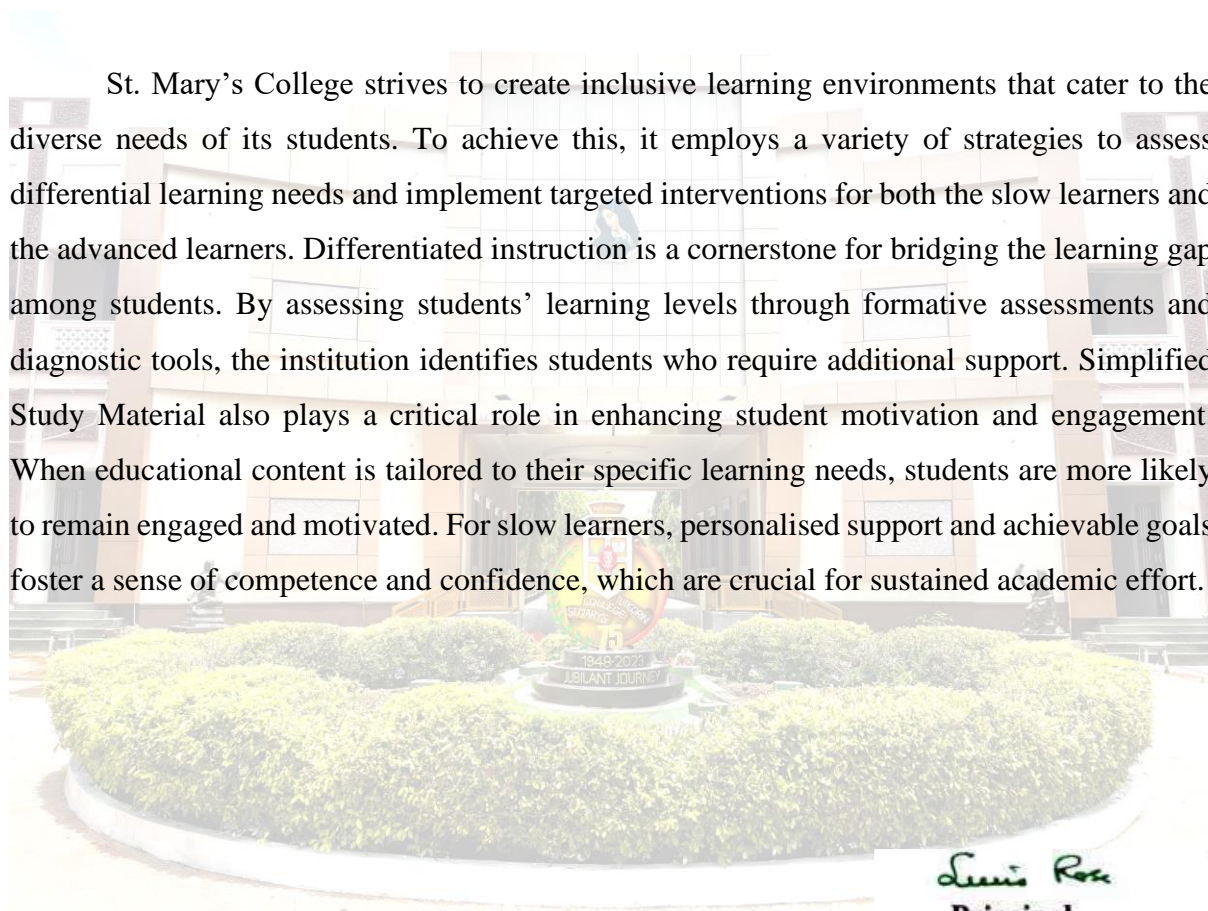 St. Mary’s College strives to create inclusive learning environments that cater to the
diverse needs of its students. To achieve this, it employs a variety of strategies to assess
differential learning needs and implement targeted interventions for both the slow learners and
the advanced learners. Differentiated instruction is a cornerstone for bridging the learning gap
among students. By assessing students’ learning levels through formative assessments and
diagnostic tools, the institution identifies students who require additional support. Simplified
Study Material also plays a critical role in enhancing student motivation and engagement.
When educational content is tailored to their specific learning needs, students are more likely
to remain engaged and motivated. For slow learners, personalised support and achievable goals
foster a sense of competence and confidence, which are crucial for sustained academic effort.
75
1948-2023
JUBILANT JOURNEY
Rose
Principal